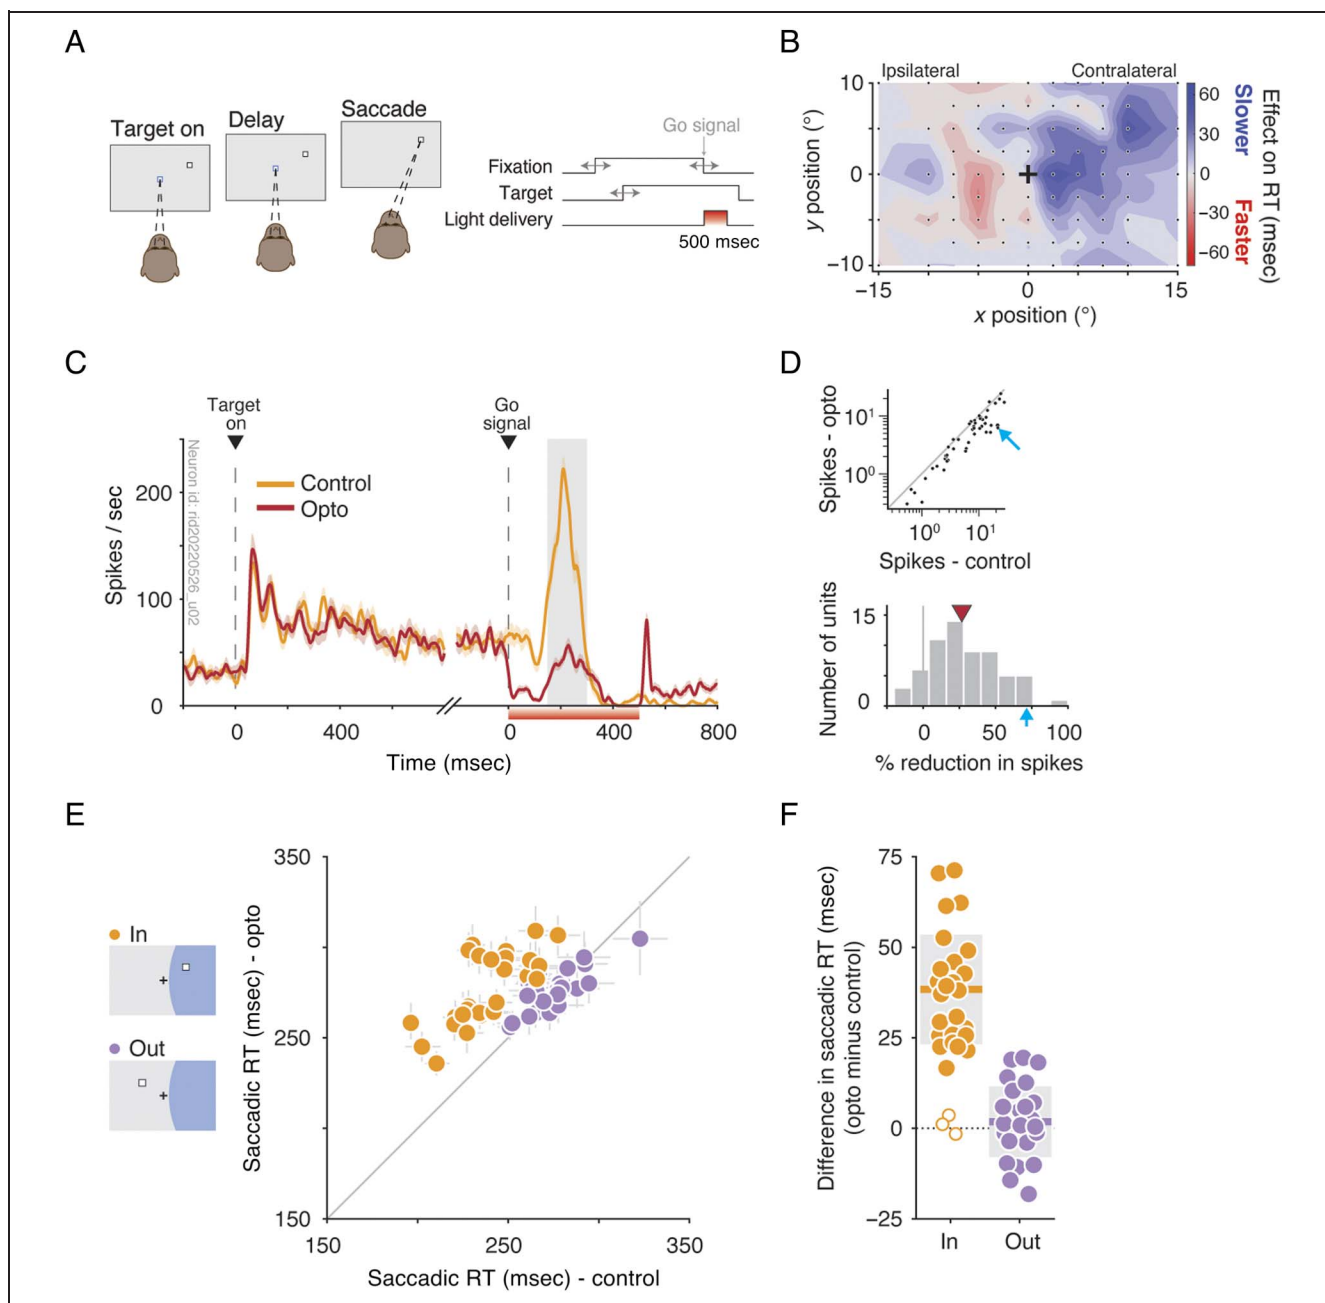 A
Target on
Delay
Saccade
Go signal
Fixation
Target
Light delivery
500 msec
B
Ipsilateral
Contralateral
10
0
−10
y position (°)
−15
0
15
x position (°)
60
30
0
−30
−60
Slower
Faster
Effect on RT (msec)
C
Target
on
Go
signal
Neuron id: rid20220526_u02
Control
Opto
200
100
0
Spikes / sec
0
400
0
400
800
Time (msec)
D
Spikes - opto
10¹
10⁰
10⁰
10¹
Spikes - control
Number of units
15
0
0
50
100
% reduction in spikes
E
In
Out
Saccadic RT (msec) - opto
350
250
150
150
250
350
Saccadic RT (msec) - control
F
Difference in saccadic RT (msec)
(opto minus control)
75
50
25
0
−25
In
Out